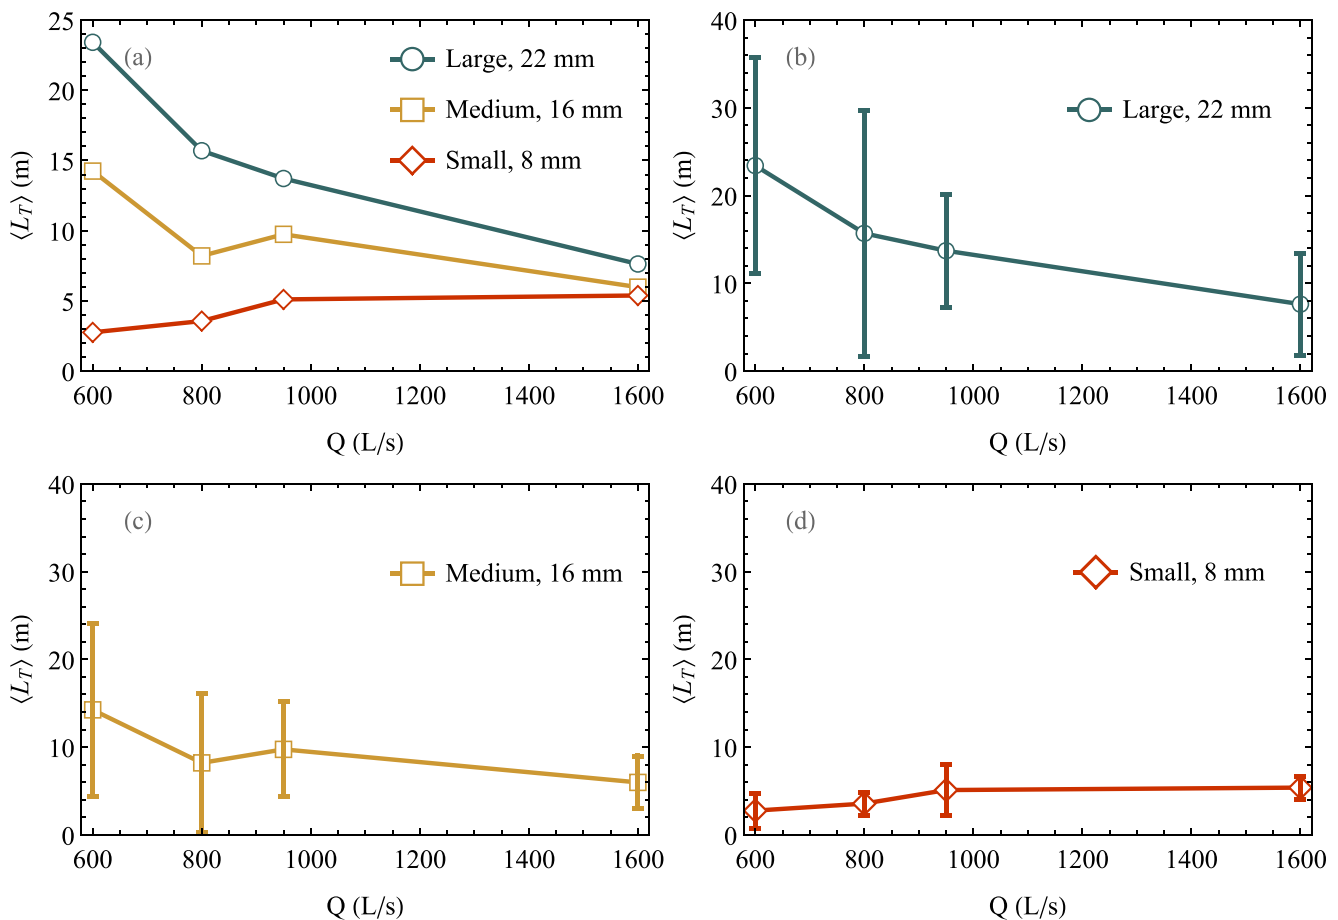 (a)
Large, 22 mm
Medium, 16 mm
Small, 8 mm
⟨L_T⟩ (m)
25
20
15
10
5
0
600 800 1000 1200 1400 1600
Q (L/s)
(b)
Large, 22 mm
⟨L_T⟩ (m)
40
30
20
10
0
600 800 1000 1200 1400 1600
Q (L/s)
(c)
Medium, 16 mm
⟨L_T⟩ (m)
40
30
20
10
0
600 800 1000 1200 1400 1600
Q (L/s)
(d)
Small, 8 mm
⟨L_T⟩ (m)
40
30
20
10
0
600 800 1000 1200 1400 1600
Q (L/s)